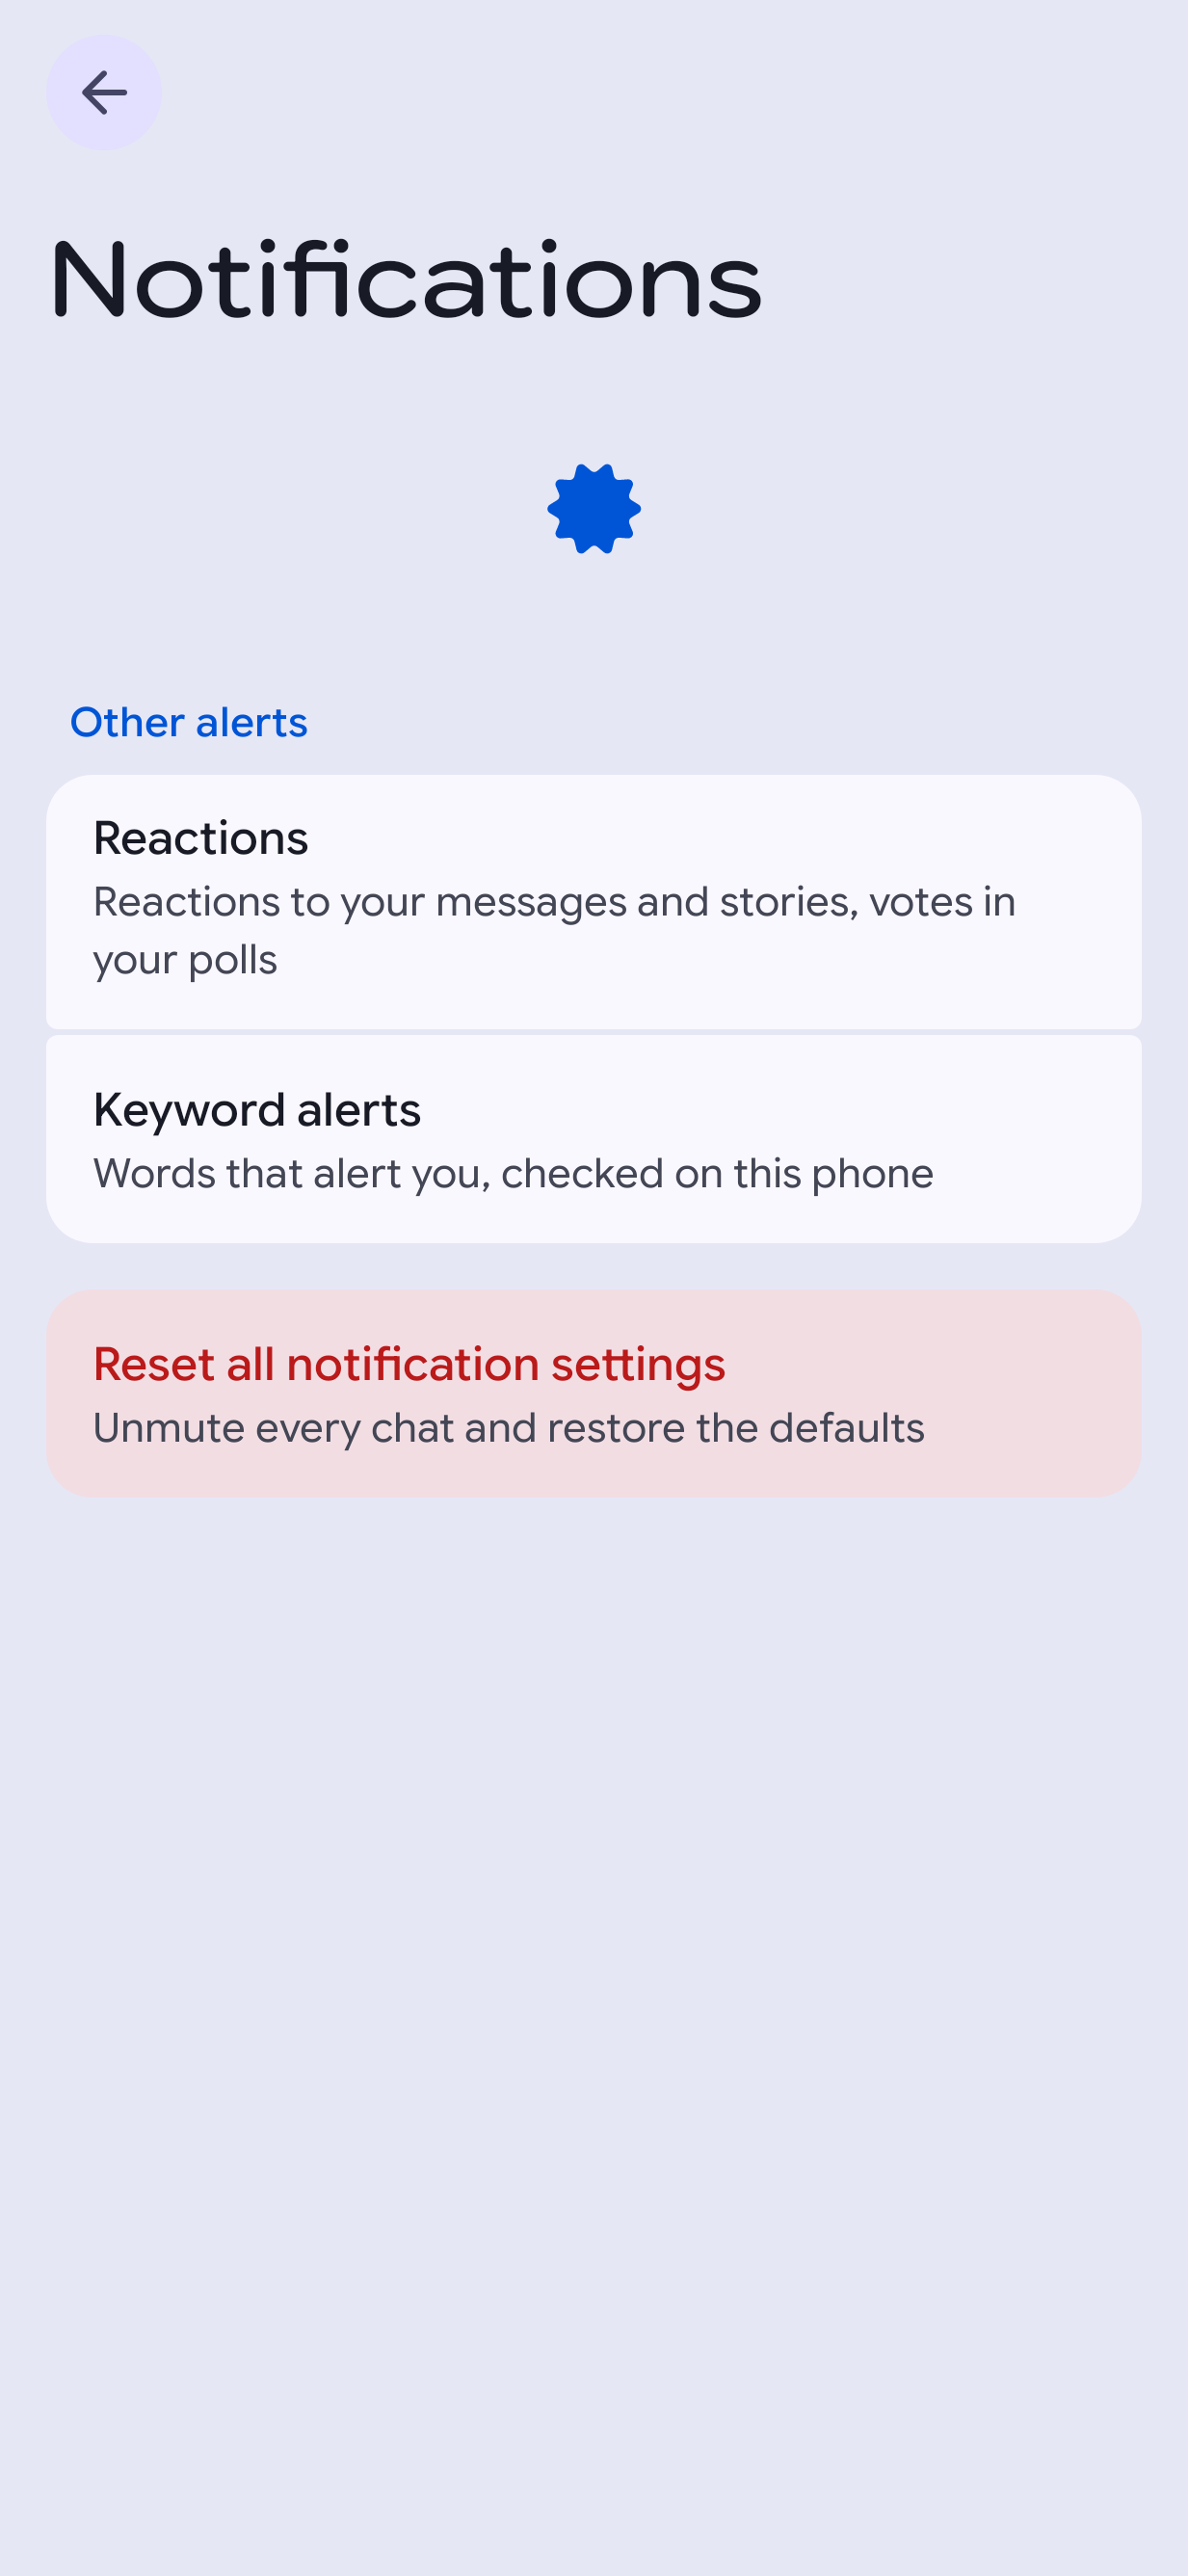 Notifications
Other alerts
Reactions
Reactions to your messages and stories, votes in
your polls
Keyword alerts
Words that alert you, checked on this phone
Reset all notification settings
Unmute every chat and restore the defaults